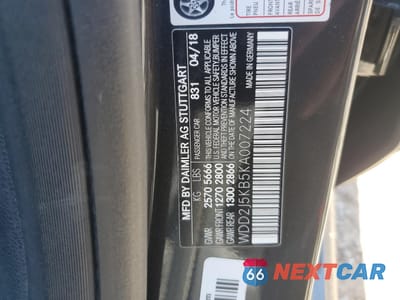 MFD BY DAIMLER AG STUTTGART
PASSENGER CAR 831 04/18
KG LBS
GVWR 2570 5666
GAWR FRONT 1270 2800
GAWR REAR 1300 2866
THIS VEHICLE CONFORMS TO ALL APPLICABLE
U.S. FEDERAL MOTOR VEHICLE SAFETY, BUMPER
AND THEFT PREVENTION STANDARDS IN EFFECT
ON THE DATE OF MANUFACTURE SHOWN ABOVE
WDD2J5KB5KA007224
MADE IN GERMANY
66 NEXTCAR